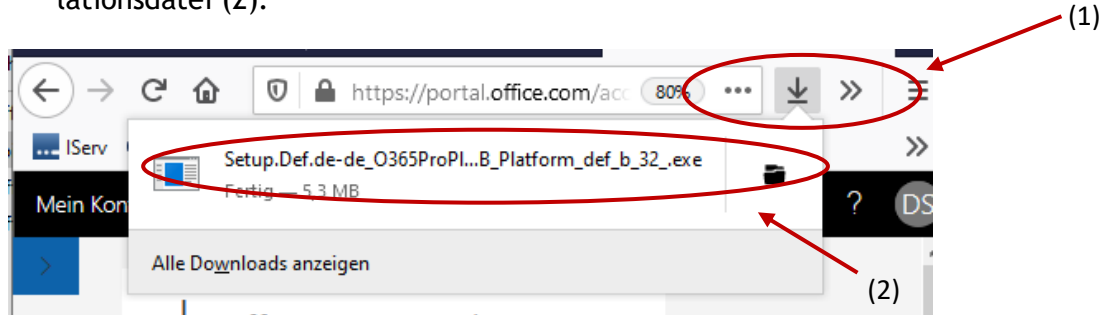 lationsdatei (2).
(1)
https://portal.office.com/acc 80%
IServ
Setup.Def.de-de_O365ProPl...B_Platform_def_b_32_.exe
Fertig — 5,3 MB
Mein Kon ? DS
Alle Downloads anzeigen
(2)